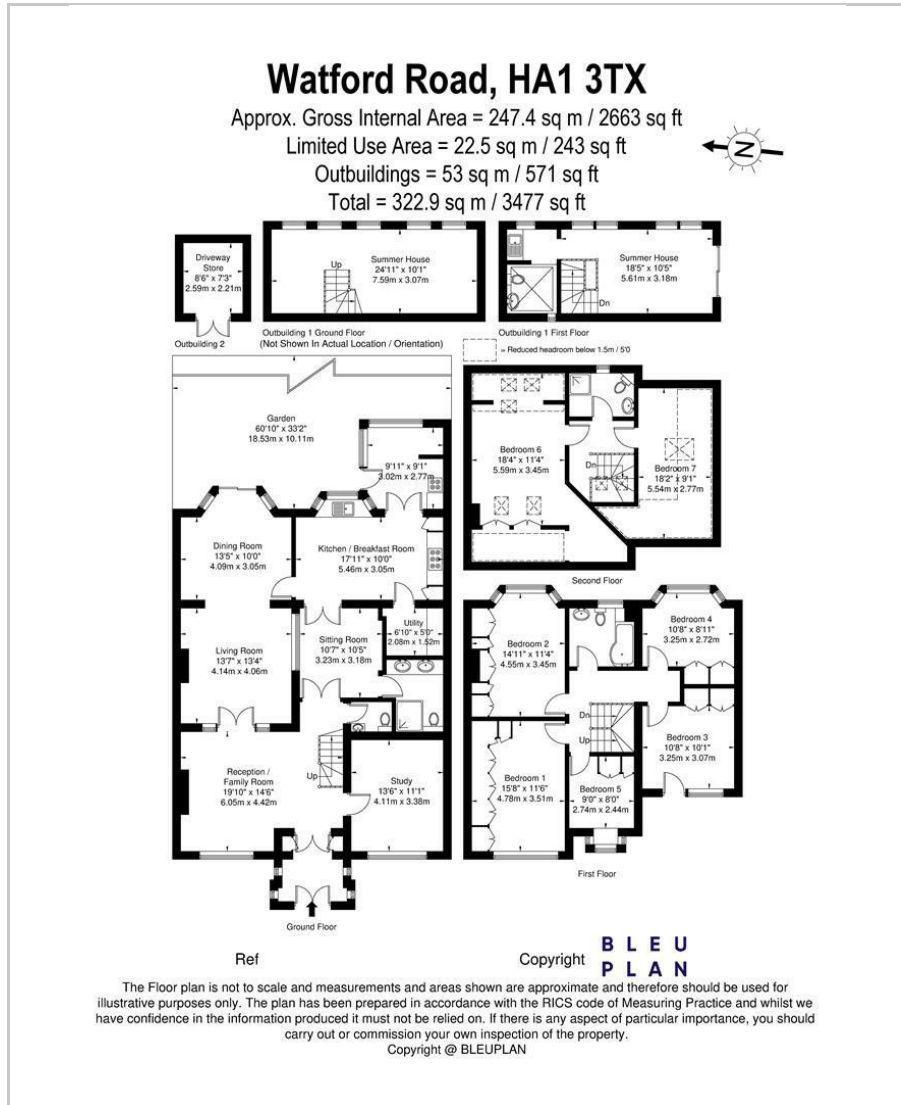 Watford Road, HA1 3TX
Approx. Gross Internal Area = 247.4 sq m / 2663 sq ft
Limited Use Area = 22.5 sq m / 243 sq ft
Outbuildings = 53 sq m / 571 sq ft
Total = 322.9 sq m / 3477 sq ft
N
Driveway
Store
8'6" x 7'3"
2.59m x 2.21m
Outbuilding 2
Up
Summer House
24'11" x 10'1"
7.59m x 3.07m
Outbuilding 1 Ground Floor
(Not Shown In Actual Location / Orientation)
Summer House
18'5" x 10'5"
5.61m x 3.18m
Dn
Outbuilding 1 First Floor
= Reduced headroom below 1.5m / 5'0
Garden
60'10" x 33'2"
18.53m x 10.11m
9'11" x 9'1"
3.02m x 2.77m
Dining Room
13'5" x 10'0"
4.09m x 3.05m
Kitchen / Breakfast Room
17'11" x 10'0"
5.46m x 3.05m
Utility
6'10" x 5'0"
2.08m x 1.52m
Living Room
13'7" x 13'4"
4.14m x 4.06m
Sitting Room
10'7" x 10'5"
3.23m x 3.18m
Reception /
Family Room
19'10" x 14'6"
6.05m x 4.42m
Up
Study
13'6" x 11'1"
4.11m x 3.38m
Ground Floor
Bedroom 6
18'4" x 11'4"
5.59m x 3.45m
Dn
Bedroom 7
18'2" x 9'1"
5.54m x 2.77m
Second Floor
Bedroom 2
14'11" x 11'4"
4.55m x 3.45m
Bedroom 4
10'8" x 8'11"
3.25m x 2.72m
Dn
Up
Bedroom 3
10'8" x 10'1"
3.25m x 3.07m
Bedroom 1
15'8" x 11'6"
4.78m x 3.51m
Bedroom 5
9'0" x 8'0"
2.74m x 2.44m
First Floor
Ref
Copyright
BLEU
PLAN
The Floor plan is not to scale and measurements and areas shown are approximate and therefore should be used for
illustrative purposes only. The plan has been prepared in accordance with the RICS code of Measuring Practice and whilst we
have confidence in the information produced it must not be relied on. If there is any aspect of particular importance, you should
carry out or commission your own inspection of the property.
Copyright @ BLEUPLAN